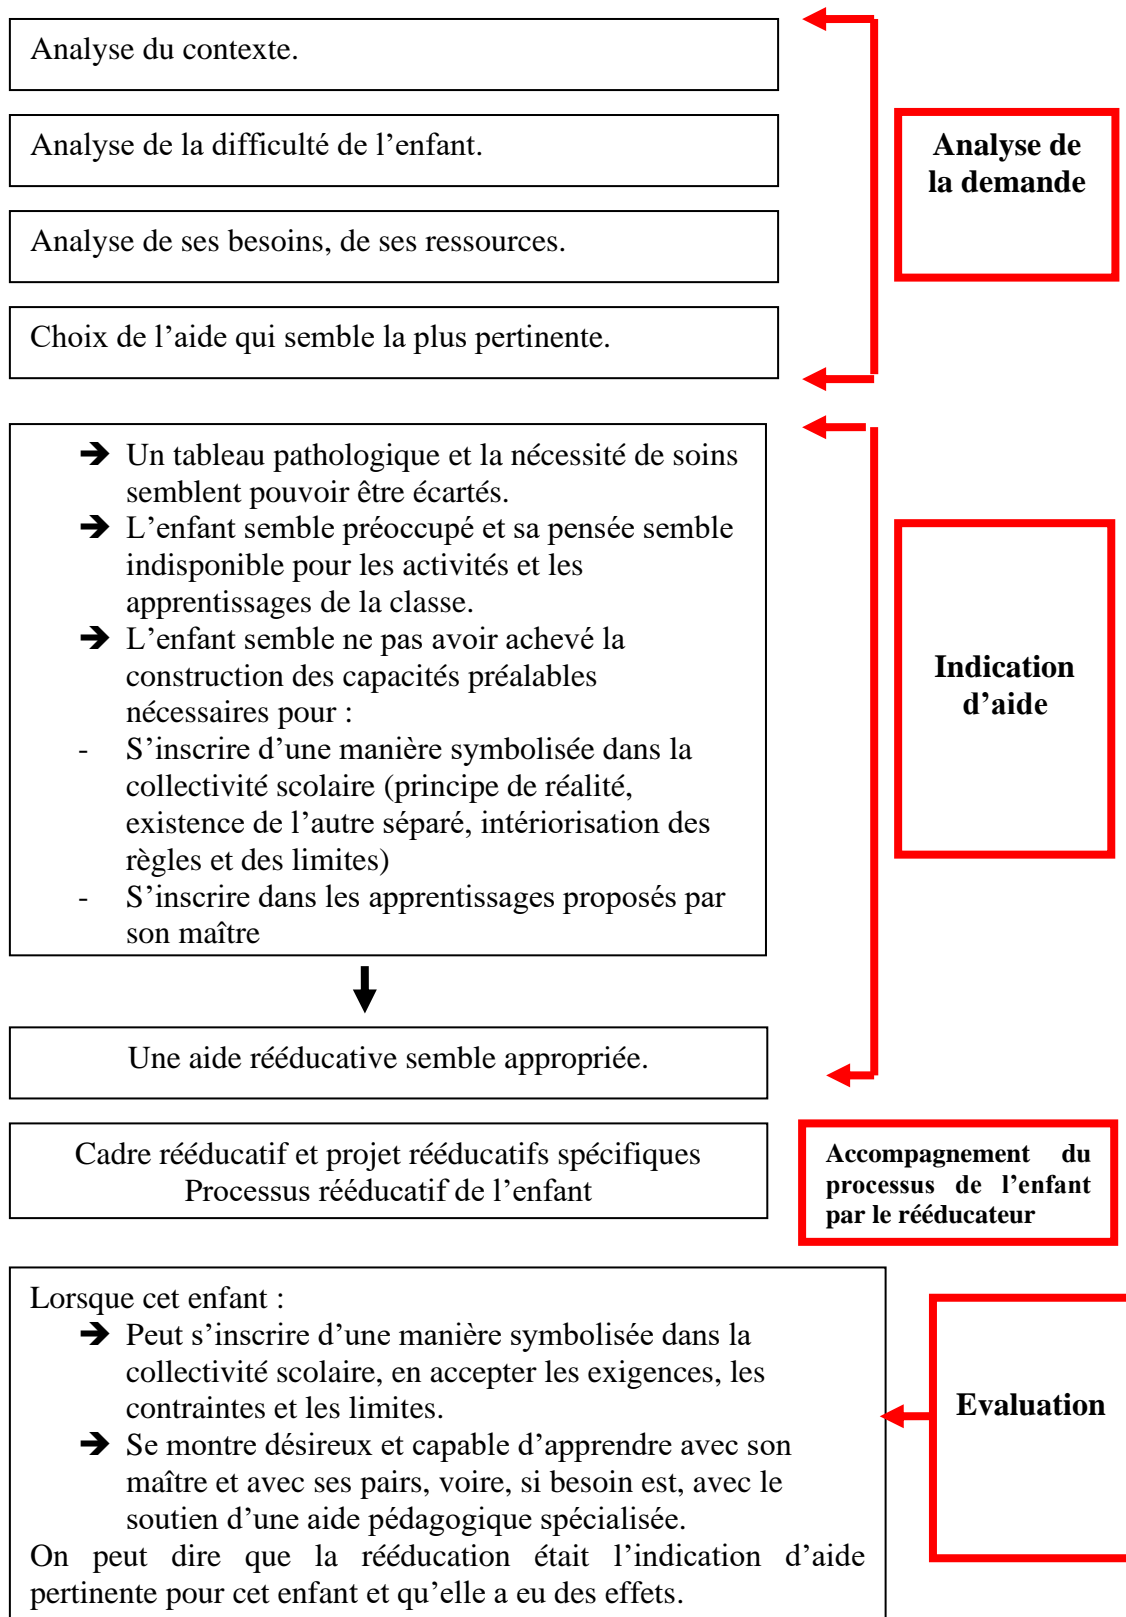 Analyse du contexte.
Analyse de la difficulté de l’enfant.
Analyse de ses besoins, de ses ressources.
Choix de l’aide qui semble la plus pertinente.
Analyse de
la demande
➔ Un tableau pathologique et la nécessité de soins
semblent pouvoir être écartés.
➔ L’enfant semble préoccupé et sa pensée semble
indisponible pour les activités et les
apprentissages de la classe.
➔ L’enfant semble ne pas avoir achevé la
construction des capacités préalables
nécessaires pour :
- S’inscrire d’une manière symbolisée dans la
collectivité scolaire (principe de réalité,
existence de l’autre séparé, intériorisation des
règles et des limites)
- S’inscrire dans les apprentissages proposés par
son maître
Indication
d’aide
Une aide rééducative semble appropriée.
Cadre rééducatif et projet rééducatifs spécifiques
Processus rééducatif de l’enfant
Accompagnement du
processus de l’enfant
par le rééducateur
Lorsque cet enfant :
➔ Peut s’inscrire d’une manière symbolisée dans la
collectivité scolaire, en accepter les exigences, les
contraintes et les limites.
➔ Se montre désireux et capable d’apprendre avec son
maître et avec ses pairs, voire, si besoin est, avec le
soutien d’une aide pédagogique spécialisée.
On peut dire que la rééducation était l’indication d’aide
pertinente pour cet enfant et qu’elle a eu des effets.
Evaluation